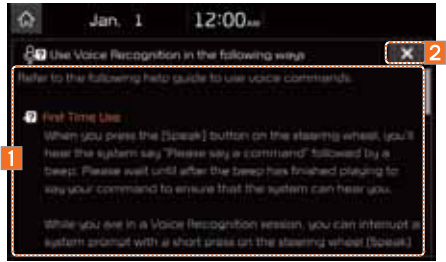 Jan. 1 12:00AM
Use Voice Recognition in the following ways
2
Refer to the following help guide to use voice commands.
First Time Use
When you press the [Speak] button on the steering wheel, you'll
1
hear the system say "Please say a command" followed by a
beep. Please wait until after the beep has finished playing to
say your command to ensure that the system can hear you.
While you are in a Voice Recognition session, you can interrupt a
system prompt with a short press on the steering wheel [Speak]